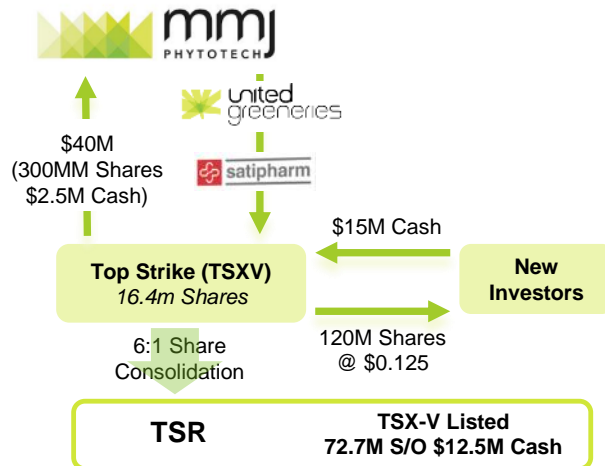 mmj
PHYTOTECH
united
greeneries
satipharm
$40M
(300MM Shares
$2.5M Cash)
$15M Cash
Top Strike (TSXV)
16.4m Shares
New
Investors
6:1 Share
Consolidation
120M Shares
@ $0.125
TSR
TSX-V Listed
72.7M S/O $12.5M Cash